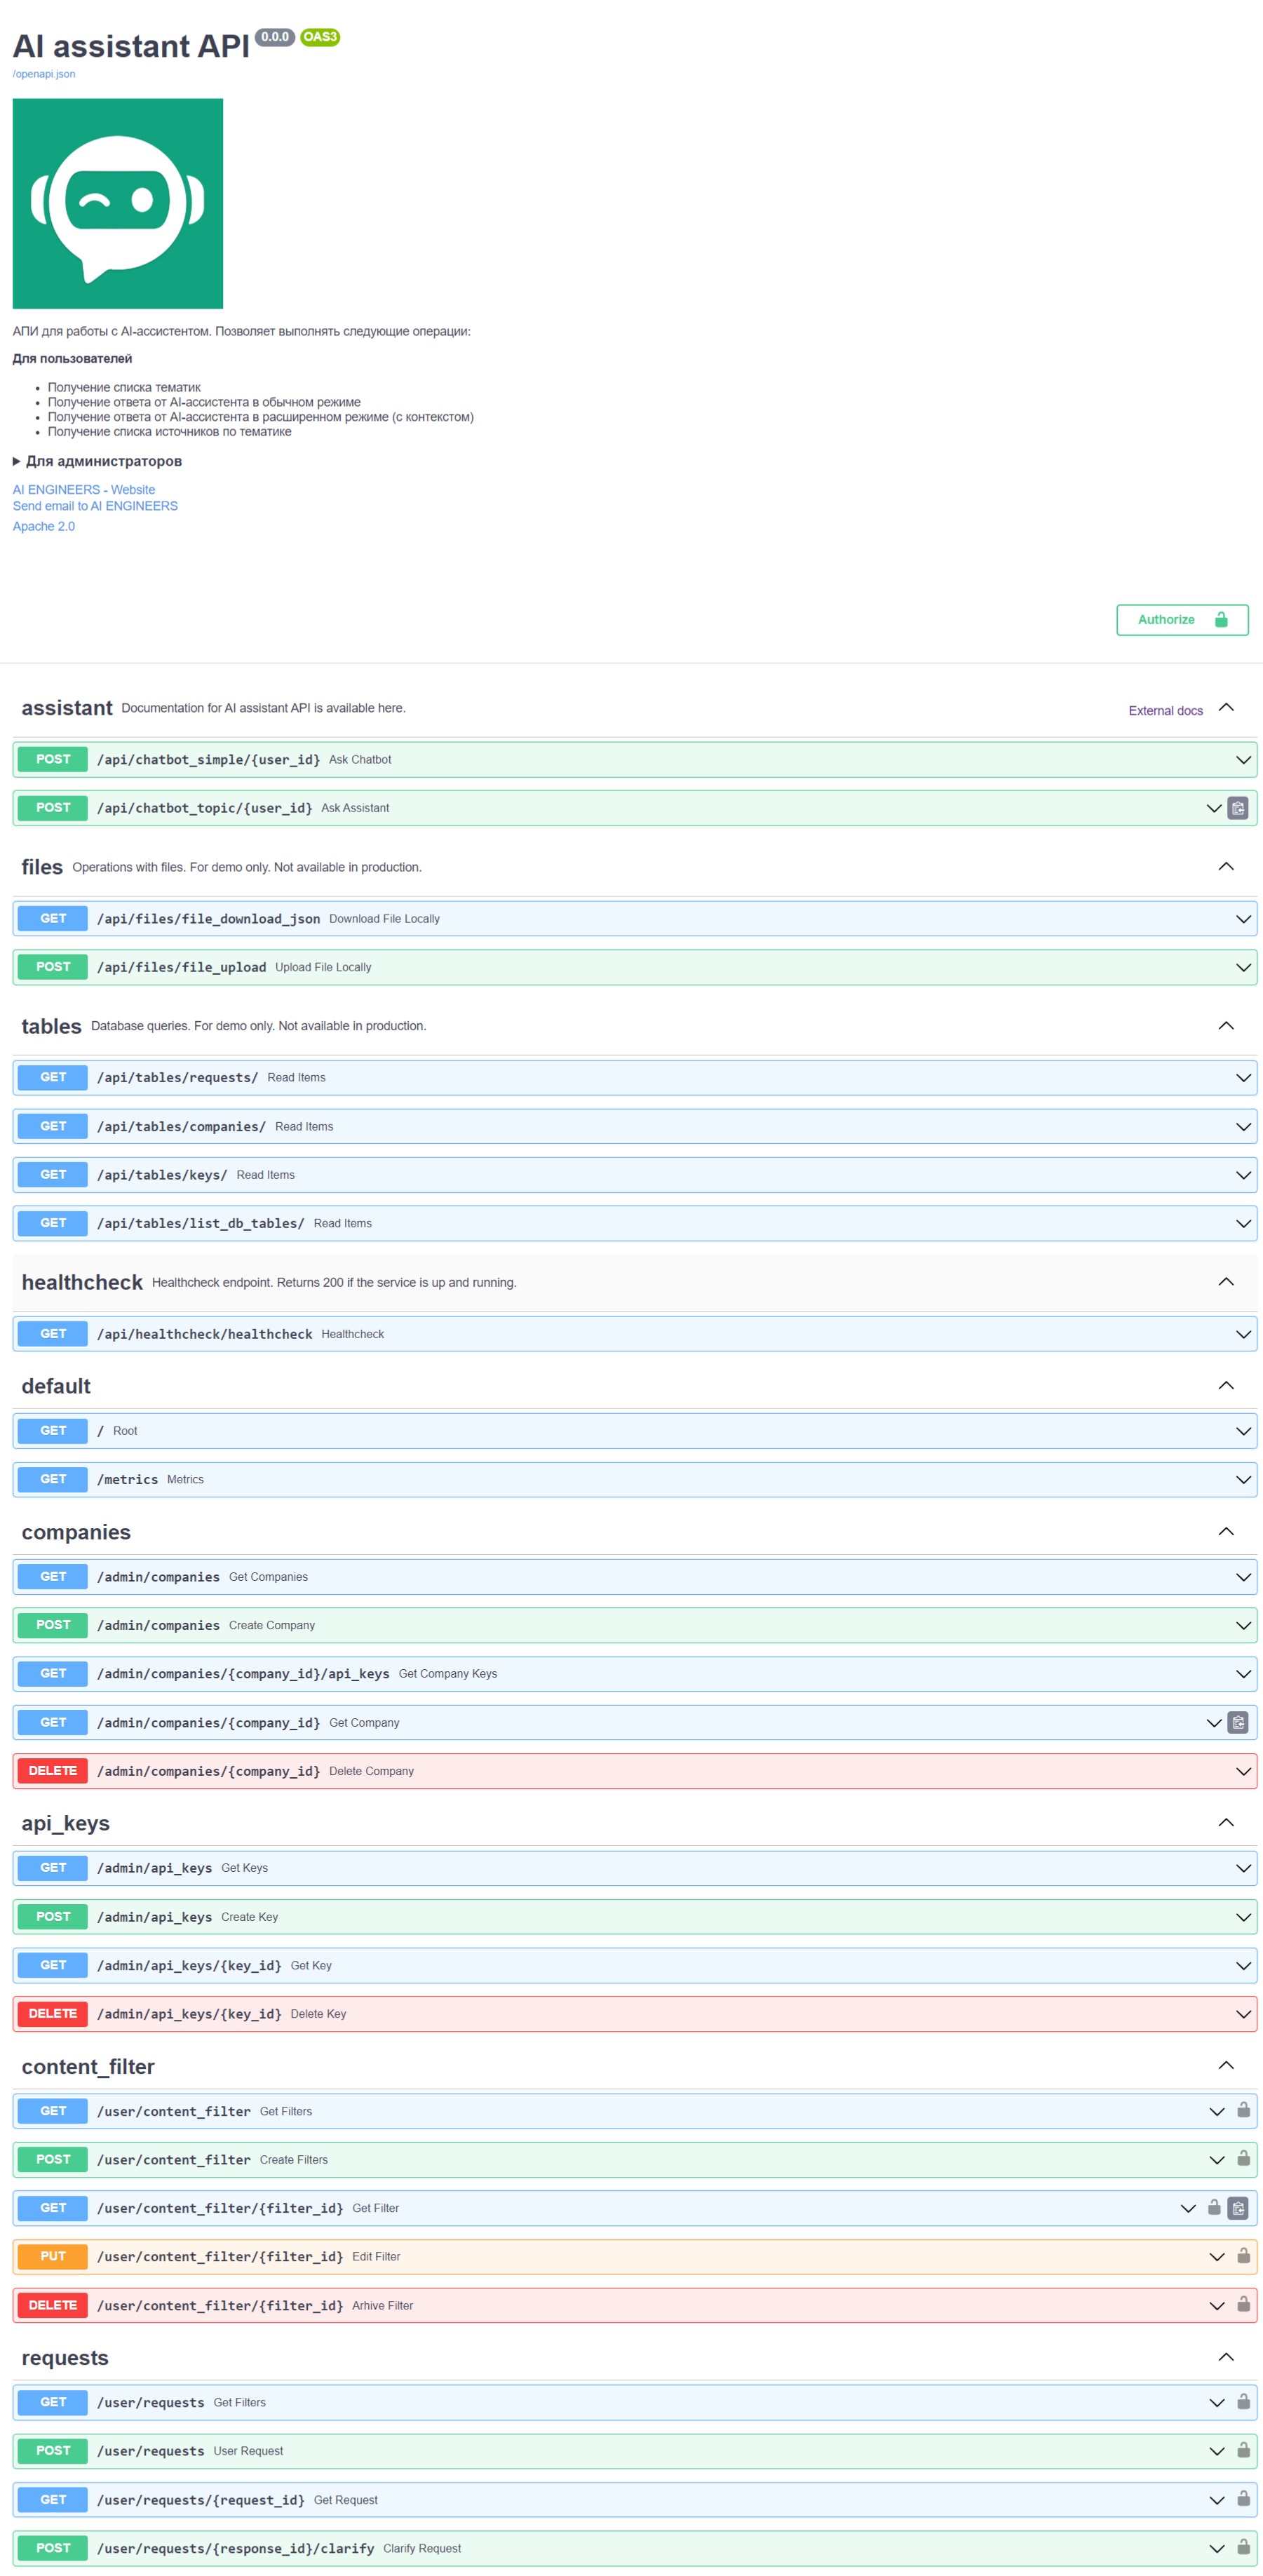 AI assistant API 0.0.0 OAS3
/openapi.json
АПИ для работы с AI-ассистентом. Позволяет выполнять следующие операции:
Для пользователей
Получение списка тематик
Получение ответа от AI-ассистента в обычном режиме
Получение ответа от AI-ассистента в расширенном режиме (с контекстом)
Получение списка источников по тематике
Для администраторов
AI ENGINEERS - Website
Send email to AI ENGINEERS
Apache 2.0
Authorize
assistant Documentation for AI assistant API is available here. External docs
POST /api/chatbot_simple/{user_id} Ask Chatbot
POST /api/chatbot_topic/{user_id} Ask Assistant
files Operations with files. For demo only. Not available in production.
GET /api/files/file_download_json Download File Locally
POST /api/files/file_upload Upload File Locally
tables Database queries. For demo only. Not available in production.
GET /api/tables/requests/ Read Items
GET /api/tables/companies/ Read Items
GET /api/tables/keys/ Read Items
GET /api/tables/list_db_tables/ Read Items
healthcheck Healthcheck endpoint. Returns 200 if the service is up and running.
GET /api/healthcheck/healthcheck Healthcheck
default
GET / Root
GET /metrics Metrics
companies
GET /admin/companies Get Companies
POST /admin/companies Create Company
GET /admin/companies/{company_id}/api_keys Get Company Keys
GET /admin/companies/{company_id} Get Company
DELETE /admin/companies/{company_id} Delete Company
api_keys
GET /admin/api_keys Get Keys
POST /admin/api_keys Create Key
GET /admin/api_keys/{key_id} Get Key
DELETE /admin/api_keys/{key_id} Delete Key
content_filter
GET /user/content_filter Get Filters
POST /user/content_filter Create Filters
GET /user/content_filter/{filter_id} Get Filter
PUT /user/content_filter/{filter_id} Edit Filter
DELETE /user/content_filter/{filter_id} Arhive Filter
requests
GET /user/requests Get Filters
POST /user/requests User Request
GET /user/requests/{request_id} Get Request
POST /user/requests/{response_id}/clarify Clarify Request